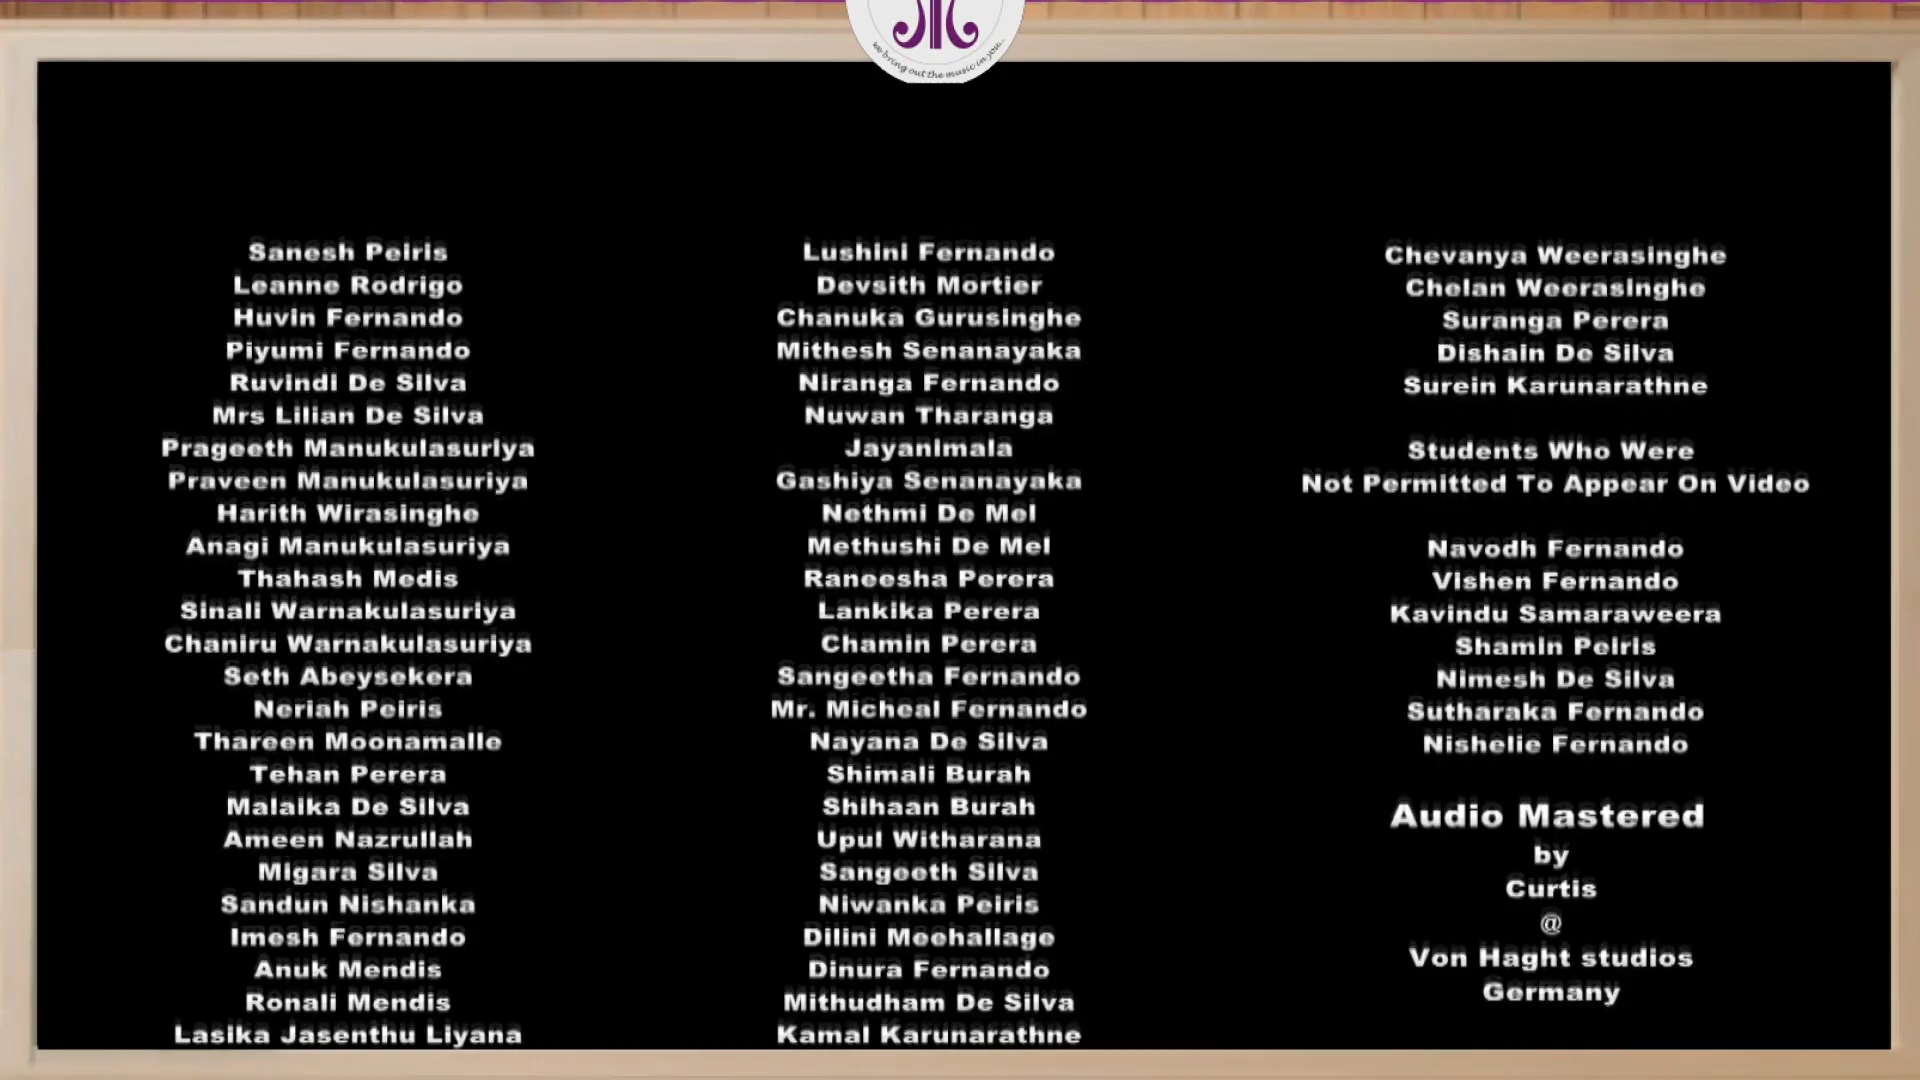 we bring out the music in you..
Sanesh Peiris
Leanne Rodrigo
Huvin Fernando
Piyumi Fernando
Ruvindi De Silva
Mrs Lilian De Silva
Prageeth Manukulasuriya
Praveen Manukulasuriya
Harith Wirasinghe
Anagi Manukulasuriya
Thahash Medis
Sinali Warnakulasuriya
Chaniru Warnakulasuriya
Seth Abeysekera
Neriah Peiris
Thareen Moonamalle
Tehan Perera
Malaika De Silva
Ameen Nazrullah
Migara Silva
Sandun Nishanka
Imesh Fernando
Anuk Mendis
Ronali Mendis
Lasika Jasenthu Liyana
Lushini Fernando
Devsith Mortier
Chanuka Gurusinghe
Mithesh Senanayaka
Niranga Fernando
Nuwan Tharanga
Jayanimala
Gashiya Senanayaka
Nethmi De Mel
Methushi De Mel
Raneesha Perera
Lankika Perera
Chamin Perera
Sangeetha Fernando
Mr. Micheal Fernando
Nayana De Silva
Shimali Burah
Shihaan Burah
Upul Witharana
Sangeeth Silva
Niwanka Peiris
Dilini Meehallage
Dinura Fernando
Mithudham De Silva
Kamal Karunarathne
Chevanya Weerasinghe
Chelan Weerasinghe
Suranga Perera
Dishain De Silva
Surein Karunarathne
Students Who Were
Not Permitted To Appear On Video
Navodh Fernando
Vishen Fernando
Kavindu Samaraweera
Shamin Peiris
Nimesh De Silva
Sutharaka Fernando
Nishelie Fernando
Audio Mastered
by
Curtis
@
Von Haght studios
Germany